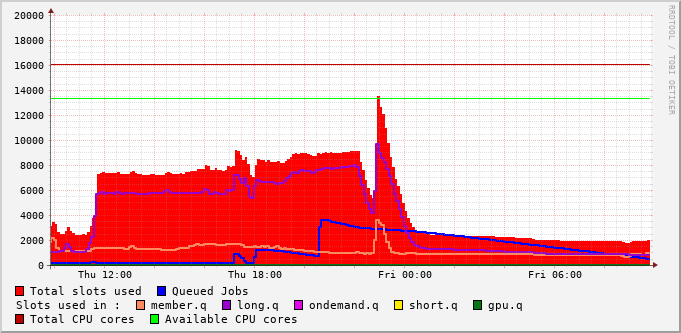 RRDTOOL / TOBI OETIKER
20000
18000
16000
14000
12000
10000
8000
6000
4000
2000
0
Thu 12:00 Thu 18:00 Fri 00:00 Fri 06:00
Total slots used Queued Jobs
Slots used in : member.q long.q ondemand.q short.q gpu.q
Total CPU cores Available CPU cores